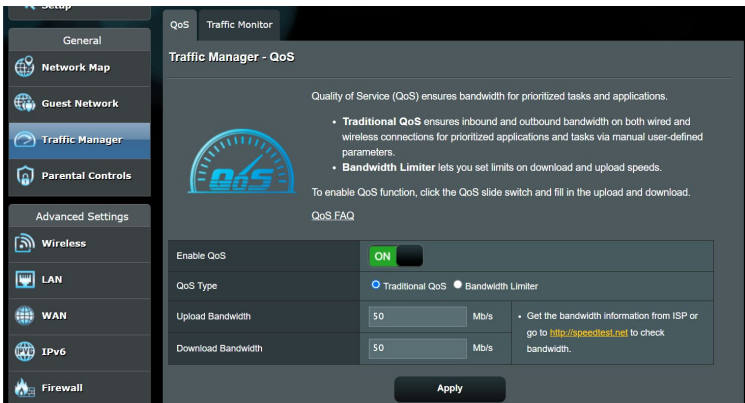 Setup
General
Network Map
Guest Network
Traffic Manager
Parental Controls
Advanced Settings
Wireless
LAN
WAN
IPv6
IPv6
Firewall
QoS
Traffic Monitor
Traffic Manager - QoS
QoS
Quality of Service (QoS) ensures bandwidth for prioritized tasks and applications.
• Traditional QoS ensures inbound and outbound bandwidth on both wired and
wireless connections for prioritized applications and tasks via manual user-defined
parameters.
• Bandwidth Limiter lets you set limits on download and upload speeds.
To enable QoS function, click the QoS slide switch and fill in the upload and download.
QoS FAQ
Enable QoS
ON
QoS Type
Traditional QoS Bandwidth Limiter
Upload Bandwidth
50 Mb/s
Download Bandwidth
50 Mb/s
• Get the bandwidth information from ISP or
go to http://speedtest.net to check
bandwidth.
Apply